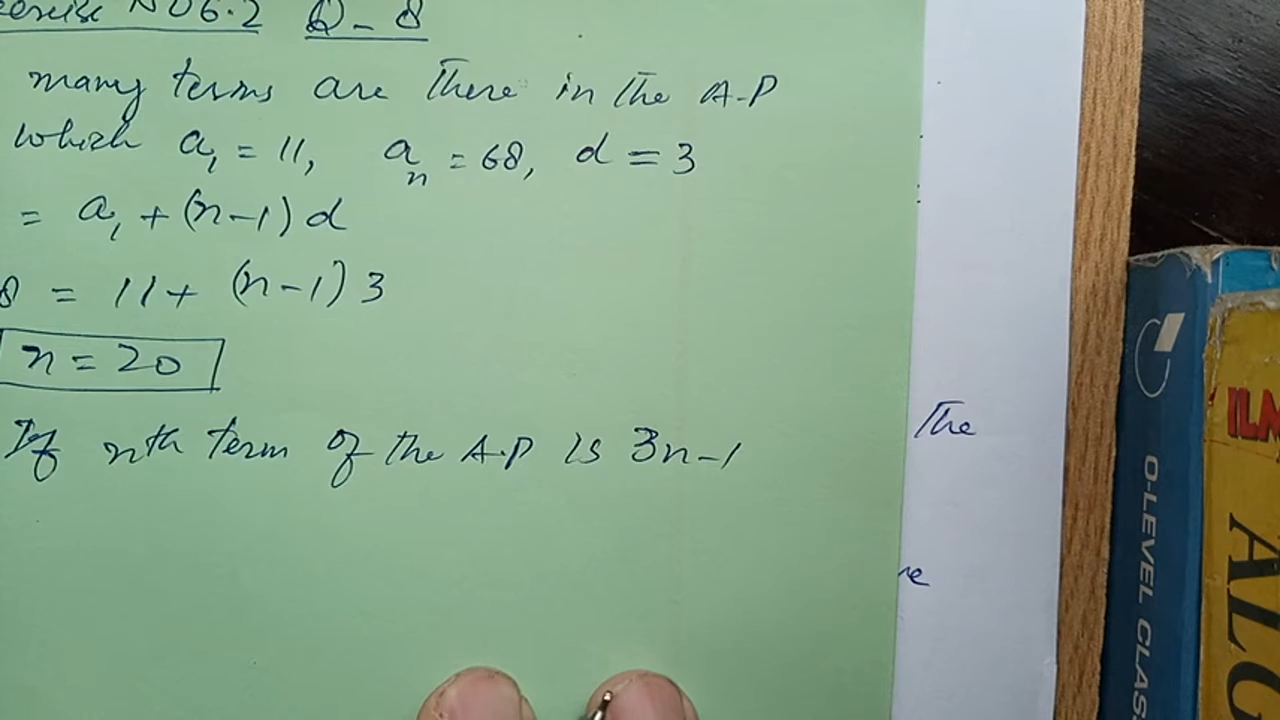 Exercise No 6.2 Q-8
many terms are there in the A.P
which a₁ = 11, aₙ = 68, d = 3
= a₁ + (n-1) d
8 = 11 + (n-1) 3
n = 20
If nth term of the A.P is 3n-1
The
re
O-LEVEL CLAS
ILM